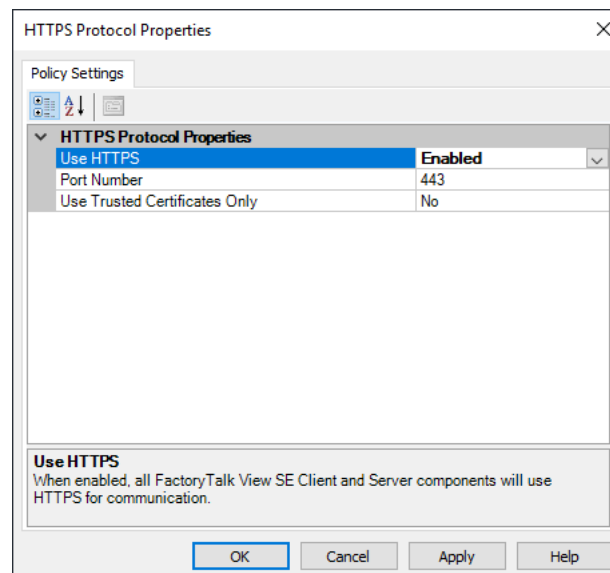 HTTPS Protocol Properties
Policy Settings
HTTPS Protocol Properties
Use HTTPS Enabled
Port Number 443
Use Trusted Certificates Only No
Use HTTPS
When enabled, all FactoryTalk View SE Client and Server components will use
HTTPS for communication.
OK Cancel Apply Help